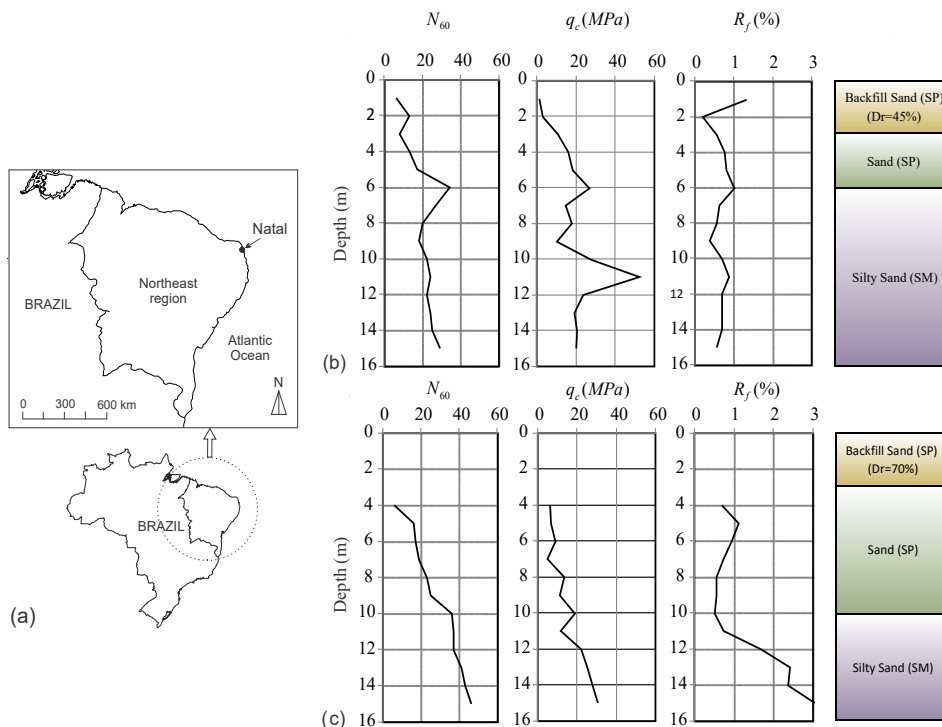 (a)
BRAZIL
Northeast
region
Natal
Atlantic
Ocean
0 300 600 km
N
BRAZIL
(b)
N60 qc (MPa) Rf (%)
0 20 40 60 0 20 40 60 0 1 2 3
Depth (m)
0
2
4
6
8
10
12
14
16
Backfill Sand (SP)
(Dr=45%)
Sand (SP)
Silty Sand (SM)
(c)
N60 qc (MPa) Rf (%)
0 20 40 60 0 20 40 60 0 1 2 3
Depth (m)
0
2
4
6
8
10
12
14
16
Backfill Sand (SP)
(Dr=70%)
Sand (SP)
Silty Sand (SM)